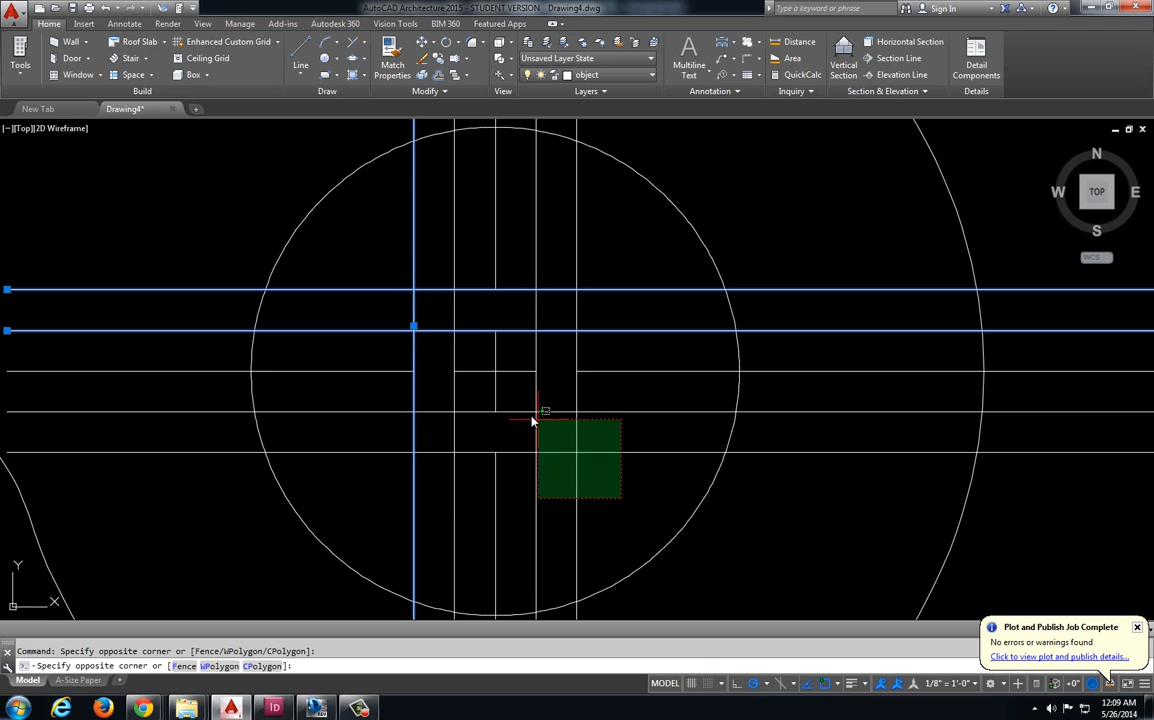 AutoCAD Architecture 2015 - STUDENT VERSION Drawing4.dwg
Type a keyword or phrase
Sign In
Home Insert Annotate Render View Manage Add-ins Autodesk 360 Vision Tools BIM 360 Featured Apps
Tools
Wall
Door
Window
Roof Slab
Stair
Space
Enhanced Custom Grid
Ceiling Grid
Box
Build
Line
Draw
Match Properties
Modify
View
Unsaved Layer State
object
Layers
Multiline Text
Annotation
Distance
Area
QuickCalc
Inquiry
Vertical Section
Horizontal Section
Section Line
Elevation Line
Section & Elevation
Detail Components
Details
New Tab
Drawing4*
[−][Top][2D Wireframe]
N
W TOP E
S
WCS
Y
X
Plot and Publish Job Complete
No errors or warnings found
Click to view plot and publish details...
Command: Specify opposite corner or [Fence/WPolygon/CPolygon]:
-Specify opposite corner or [Fence WPolygon CPolygon]:
Model
A-Size Paper
MODEL
1/8" = 1'-0"
+0"
12:09 AM
5/26/2014